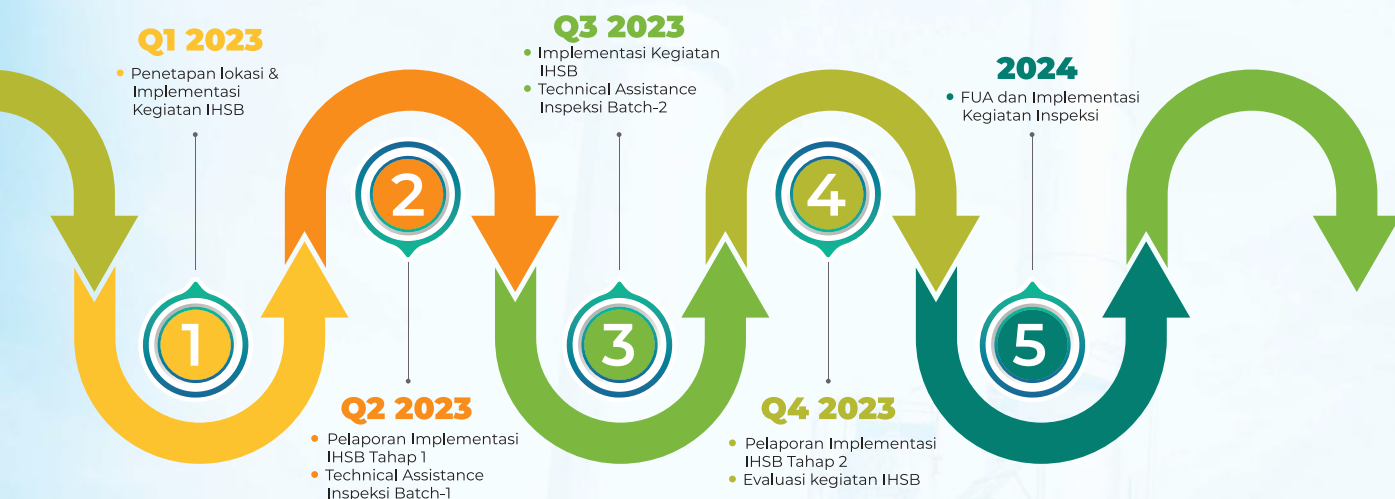 Q1 2023
• Penetapan lokasi &
Implementasi
Kegiatan IHSB
1
2
Q2 2023
• Pelaporan Implementasi
IHSB Tahap 1
• Technical Assistance
Inspeksi Batch-1
Q3 2023
• Implementasi Kegiatan
IHSB
• Technical Assistance
Inspeksi Batch-2
3
4
Q4 2023
• Pelaporan Implementasi
IHSB Tahap 2
• Evaluasi kegiatan IHSB
2024
• FUA dan Implementasi
Kegiatan Inspeksi
5